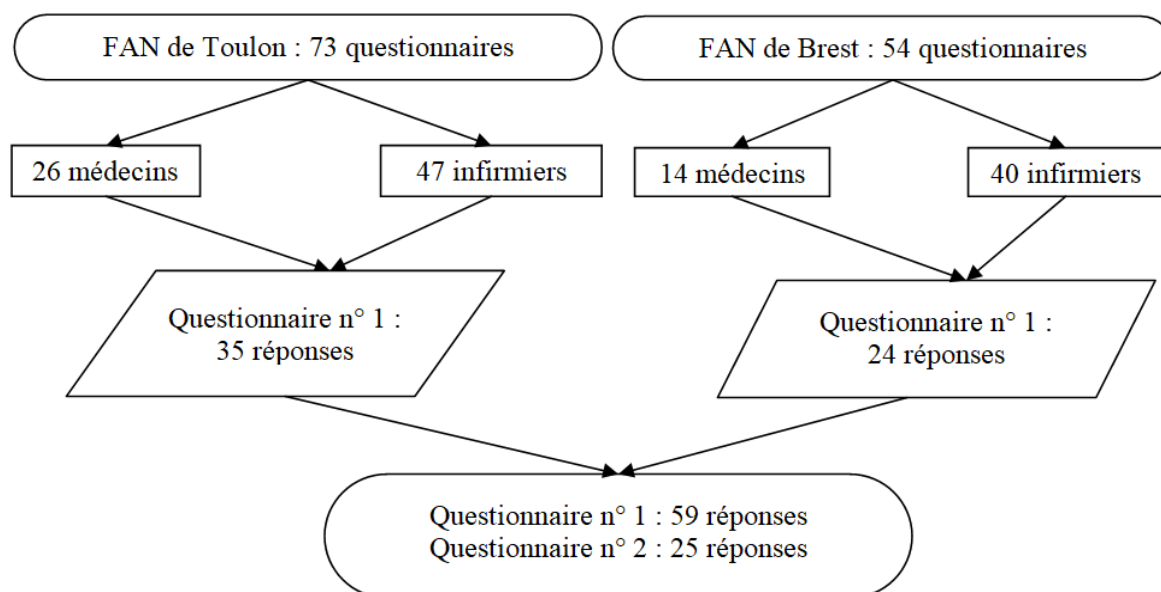 FAN de Toulon : 73 questionnaires
FAN de Brest : 54 questionnaires
26 médecins
47 infirmiers
14 médecins
40 infirmiers
Questionnaire n° 1 :
35 réponses
Questionnaire n° 1 :
24 réponses
Questionnaire n° 1 : 59 réponses
Questionnaire n° 2 : 25 réponses